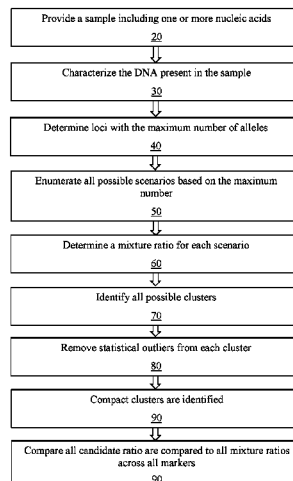 Provide a sample including one or more nucleic acids
20
Characterize the DNA present in the sample
30
Determine loci with the maximum number of alleles
40
Enumerate all possible scenarios based on the maximum
number
50
Determine a mixture ratio for each scenario
60
Identify all possible clusters
70
Remove statistical outliers from each cluster
80
Compact clusters are identified
90
Compare all candidate ratio are compared to all mixture ratios
across all markers
90